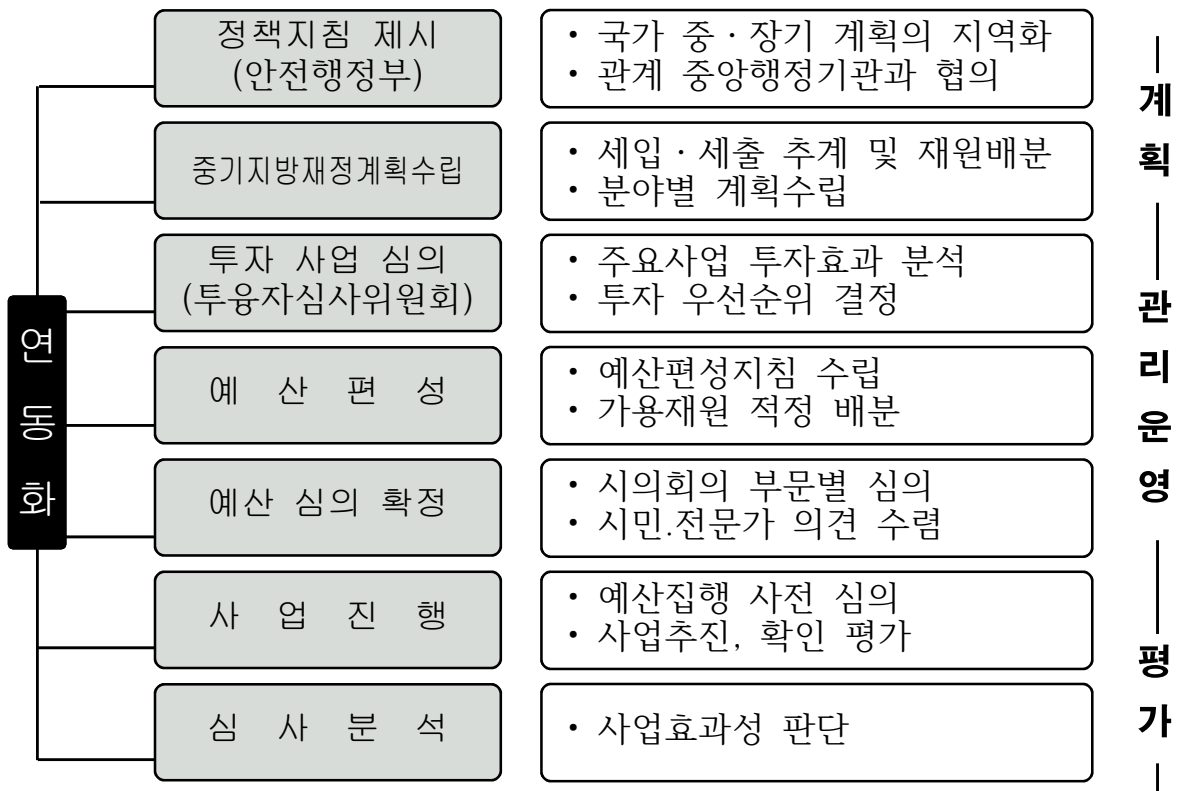 정책지침 제시
(안전행정부)
• 국가 중·장기 계획의 지역화
• 관계 중앙행정기관과 협의
중기지방재정계획수립
• 세입·세출 추계 및 재원배분
• 분야별 계획수립
투자 사업 심의
(투융자심사위원회)
• 주요사업 투자효과 분석
• 투자 우선순위 결정
예 산 편 성
• 예산편성지침 수립
• 가용재원 적정 배분
예산 심의 확정
• 시의회의 부문별 심의
• 시민.전문가 의견 수렴
사 업 진 행
• 예산집행 사전 심의
• 사업추진, 확인 평가
심 사 분 석
• 사업효과성 판단
연동화
계획
관리운영
평가